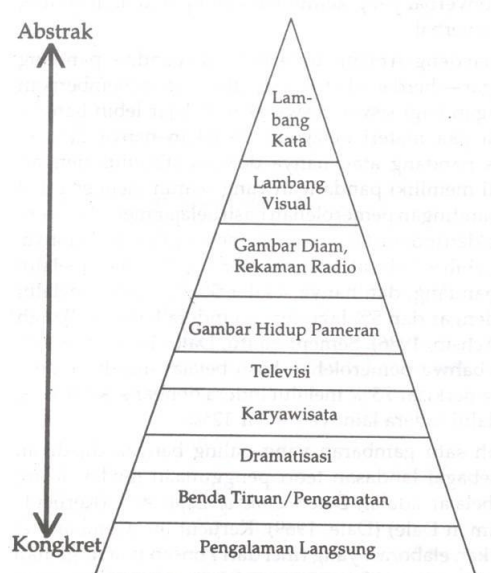 Abstrak
Lam-
bang
Kata
Lambang
Visual
Gambar Diam,
Rekaman Radio
Gambar Hidup Pameran
Televisi
Karyawisata
Dramatisasi
Benda Tiruan/Pengamatan
Kongkret
Pengalaman Langsung